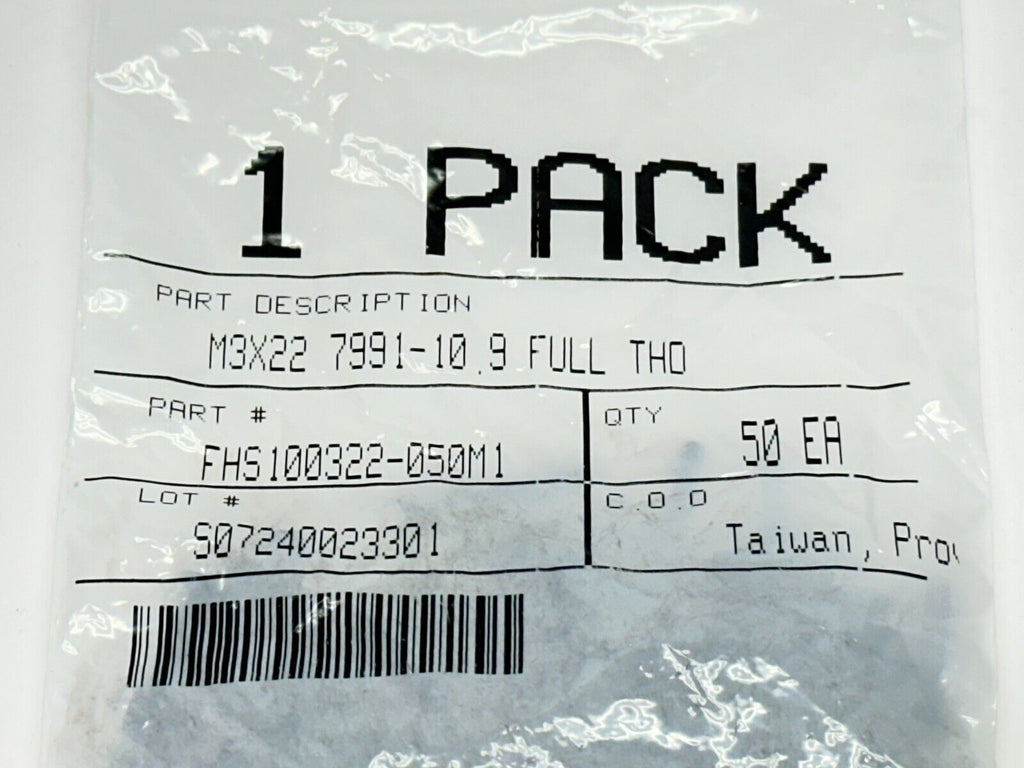 1 PACK
PART DESCRIPTION
M3X22 7991-10.9 FULL THD
PART #
QTY
FHS100322-050M1
50 EA
LOT #
C.O.O
S07240023301
Taiwan,